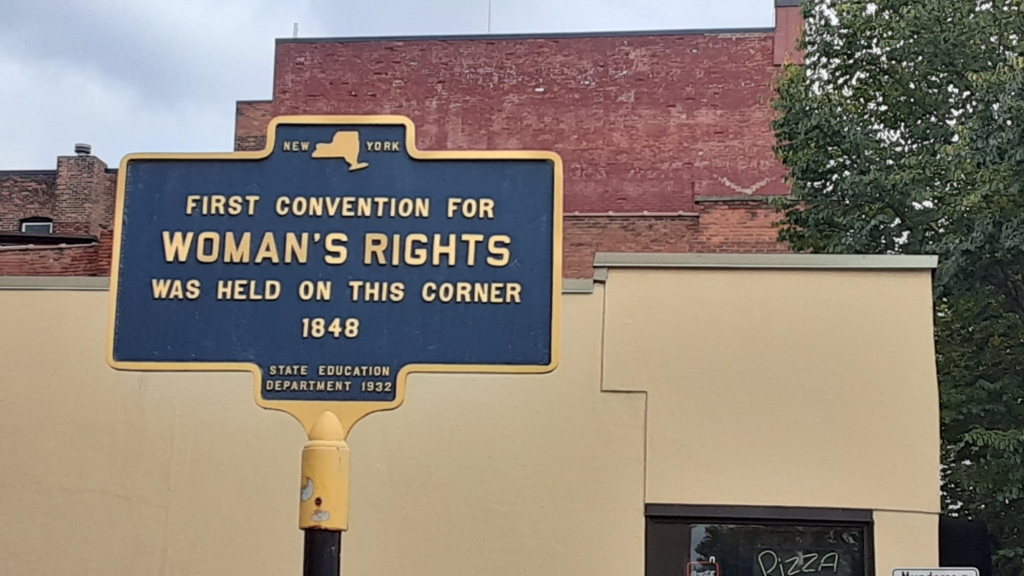 NEW YORK
FIRST CONVENTION FOR
WOMAN'S RIGHTS
WAS HELD ON THIS CORNER
1848
STATE EDUCATION
DEPARTMENT 1932
PIZZA